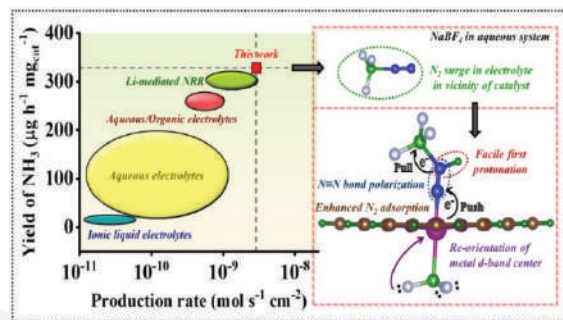 Yield of NH₃ (μg h⁻¹ mg_cat⁻¹)
400
300
200
100
0
This work
Li-mediated NRR
Aqueous/Organic electrolytes
Aqueous electrolytes
Ionic liquid electrolytes
10⁻¹¹ 10⁻¹⁰ 10⁻⁹ 10⁻⁸
Production rate (mol s⁻¹ cm⁻²)
NaBF₄ in aqueous system
N₂ surge in electrolyte
in vicinity of catalyst
Pull
e⁻
Facile first
protonation
N≡N bond polarization
e⁻
Push
Enhanced N₂ adsorption
Re-orientation of
metal d-band center